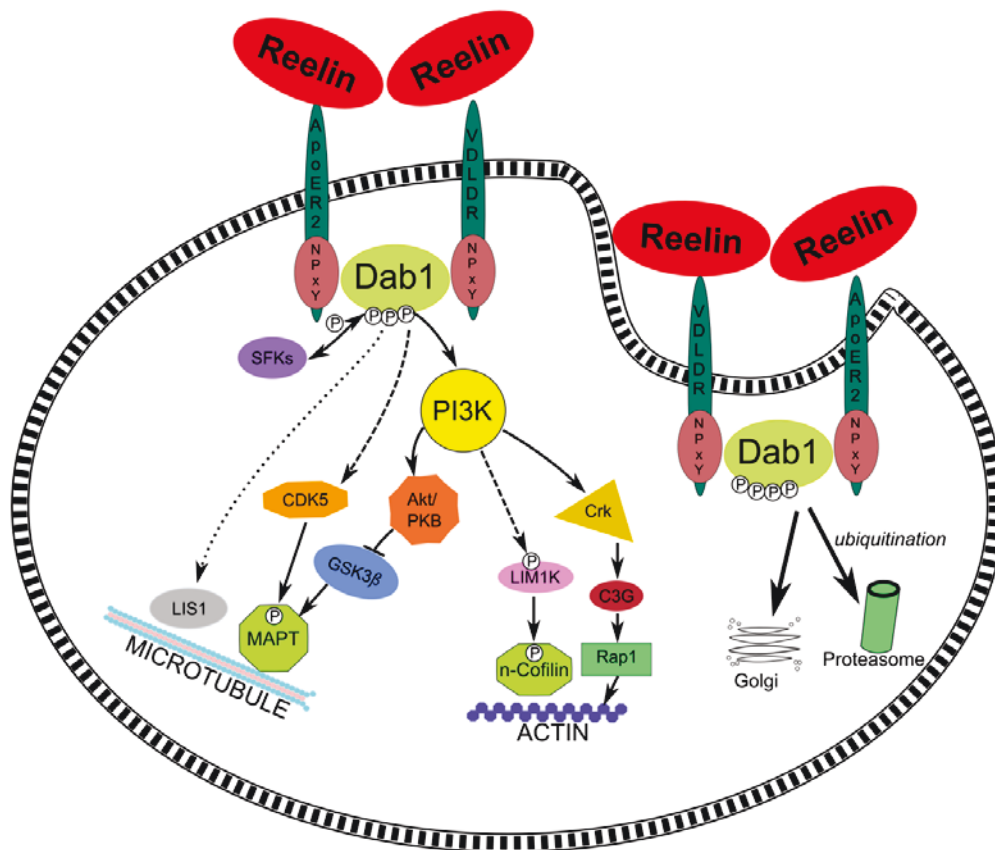 Reelin
Reelin
ApoER2
VDLDR
NPxY
NPxY
Dab1
P
P P P
SFKs
Reelin
Reelin
VDLDR
ApoER2
NPxY
NPxY
Dab1
P P P P
PI3K
CDK5
Akt/
PKB
Crk
ubiquitination
GSK3β
P
LIM1K
C3G
LIS1
P
MAPT
P
n-Cofilin
Rap1
Proteasome
Golgi
MICROTUBULE
ACTIN